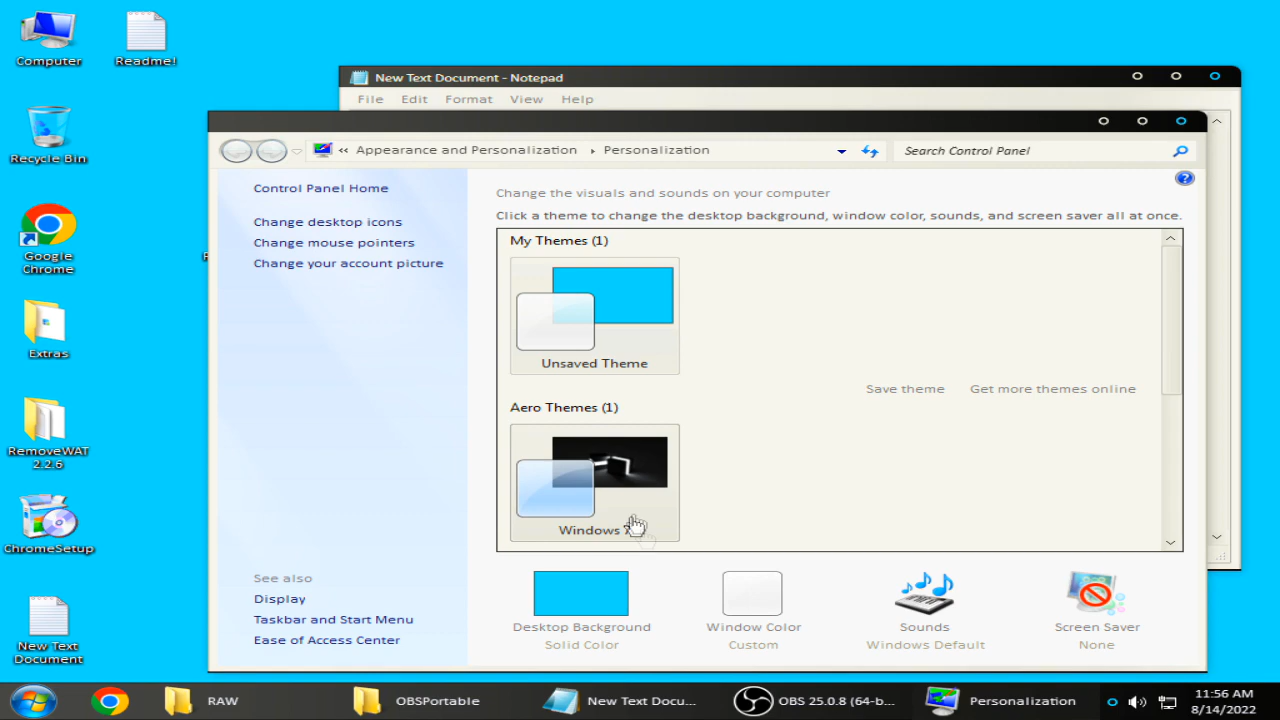 Computer
Readme!
Recycle Bin
Google
Chrome
Extras
RemoveWAT
2.2.6
ChromeSetup
New Text
Document
New Text Document - Notepad
File Edit Format View Help
« Appearance and Personalization › Personalization
Search Control Panel
Control Panel Home
Change desktop icons
Change mouse pointers
Change your account picture
See also
Display
Taskbar and Start Menu
Ease of Access Center
Change the visuals and sounds on your computer
Click a theme to change the desktop background, window color, sounds, and screen saver all at once.
My Themes (1)
Unsaved Theme
Save theme Get more themes online
Aero Themes (1)
Windows
Desktop Background
Solid Color
Window Color
Custom
Sounds
Windows Default
Screen Saver
None
RAW
OBSPortable
New Text Docu...
OBS 25.0.8 (64-b...
Personalization
11:56 AM
8/14/2022